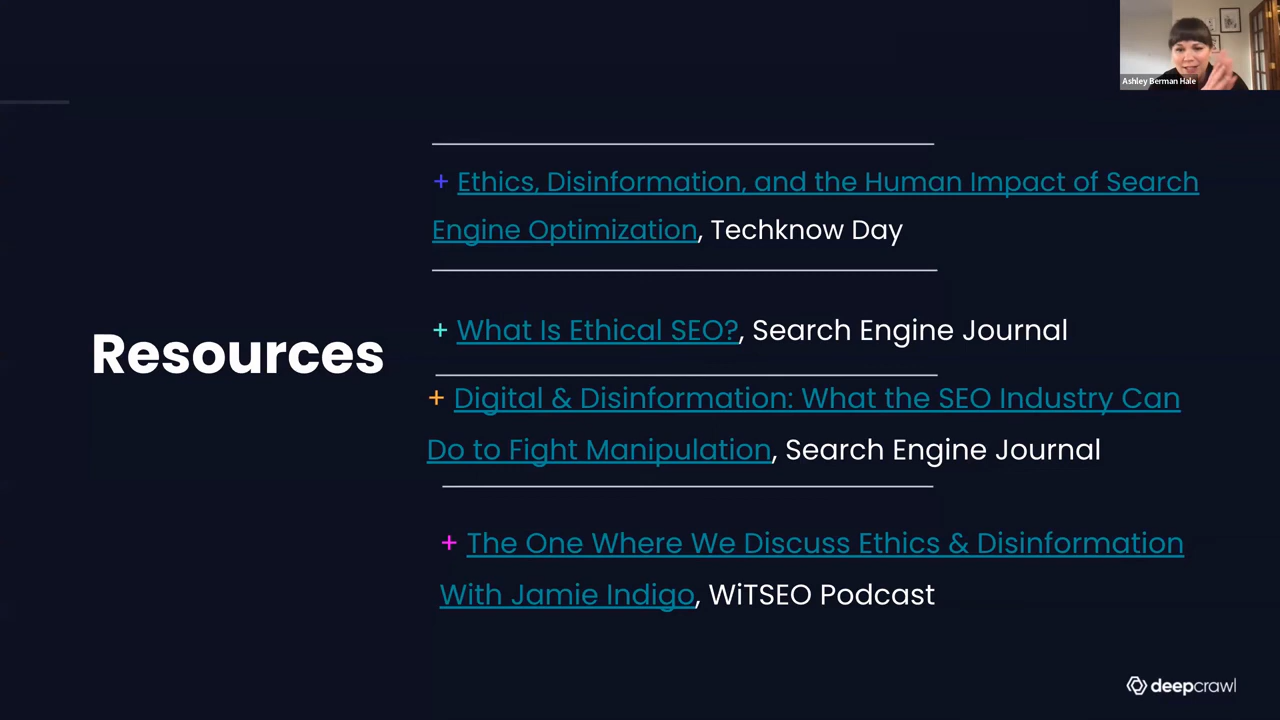 Ashley Berman Hale
+ Ethics, Disinformation, and the Human Impact of Search
Engine Optimization, Techknow Day
Resources
+ What Is Ethical SEO?, Search Engine Journal
+ Digital & Disinformation: What the SEO Industry Can
Do to Fight Manipulation, Search Engine Journal
+ The One Where We Discuss Ethics & Disinformation
With Jamie Indigo, WiTSEO Podcast
deepcrawl